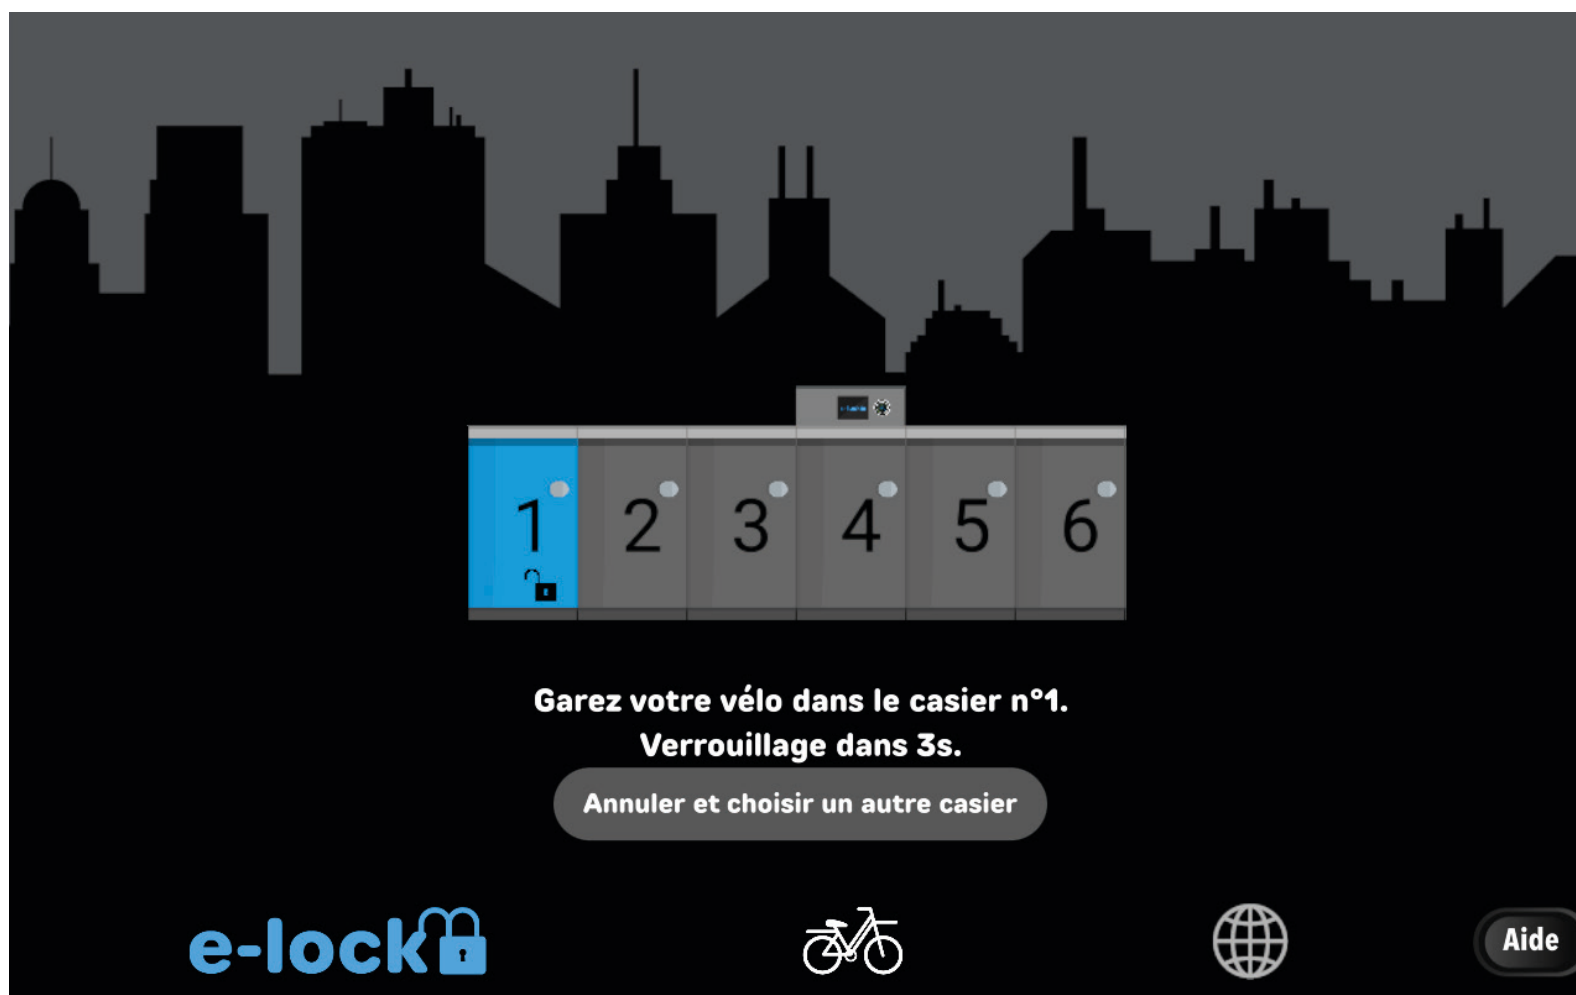 1 2 3 4 5 6
Garez votre vélo dans le casier n°1.
Verrouillage dans 3s.
Annuler et choisir un autre casier
e-lock
Aide